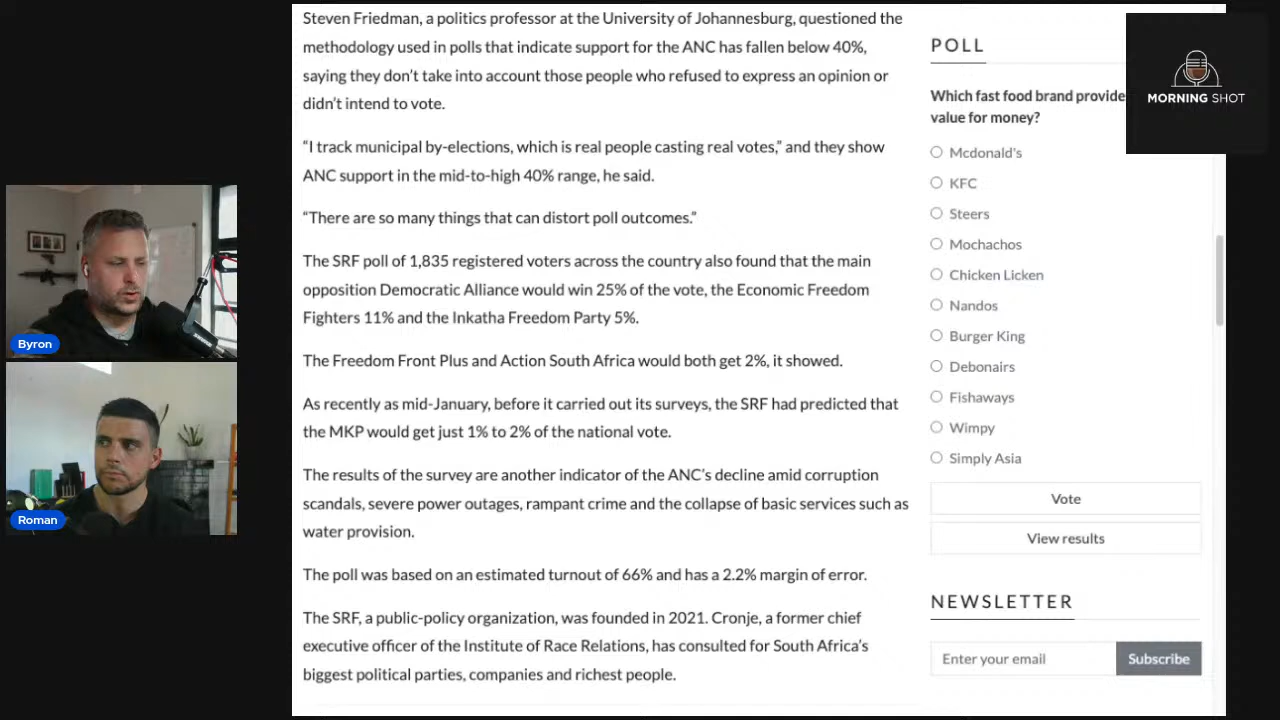 Steven Friedman, a politics professor at the University of Johannesburg, questioned the
methodology used in polls that indicate support for the ANC has fallen below 40%,
saying they don’t take into account those people who refused to express an opinion or
didn’t intend to vote.
“I track municipal by-elections, which is real people casting real votes,” and they show
ANC support in the mid-to-high 40% range, he said.
“There are so many things that can distort poll outcomes.”
The SRF poll of 1,835 registered voters across the country also found that the main
opposition Democratic Alliance would win 25% of the vote, the Economic Freedom
Fighters 11% and the Inkatha Freedom Party 5%.
The Freedom Front Plus and Action South Africa would both get 2%, it showed.
As recently as mid-January, before it carried out its surveys, the SRF had predicted that
the MKP would get just 1% to 2% of the national vote.
The results of the survey are another indicator of the ANC’s decline amid corruption
scandals, severe power outages, rampant crime and the collapse of basic services such as
water provision.
The poll was based on an estimated turnout of 66% and has a 2.2% margin of error.
The SRF, a public-policy organization, was founded in 2021. Cronje, a former chief
executive officer of the Institute of Race Relations, has consulted for South Africa’s
biggest political parties, companies and richest people.
POLL
Which fast food brand provide
value for money?
Mcdonald's
KFC
Steers
Mochachos
Chicken Licken
Nandos
Burger King
Debonairs
Fishaways
Wimpy
Simply Asia
Vote
View results
NEWSLETTER
Enter your email
Subscribe
MORNING SHOT
Byron
Roman